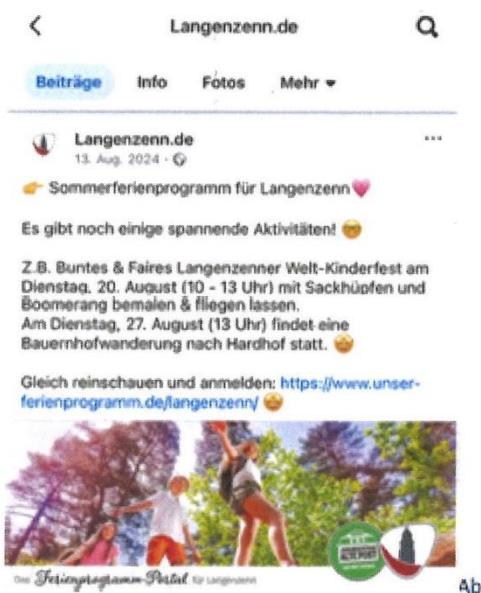 Langenzenn.de
Beiträge Info Fotos Mehr
Langenzenn.de
13. Aug. 2024
👉 Sommerferienprogramm für Langenzenn 💗
Es gibt noch einige spannende Aktivitäten! 🤓
Z.B. Buntes & Faires Langenzenner Welt-Kinderfest am
Dienstag, 20. August (10 - 13 Uhr) mit Sackhüpfen und
Boomerang bemalen & fliegen lassen.
Am Dienstag, 27. August (13 Uhr) findet eine
Bauernhofwanderung nach Hardhof statt. 🤩
Gleich reinschauen und anmelden: https://www.unser-
ferienprogramm.de/langenzenn/ 🤩
Das Ferienprogramm-Portal für Langenzenn
Ab